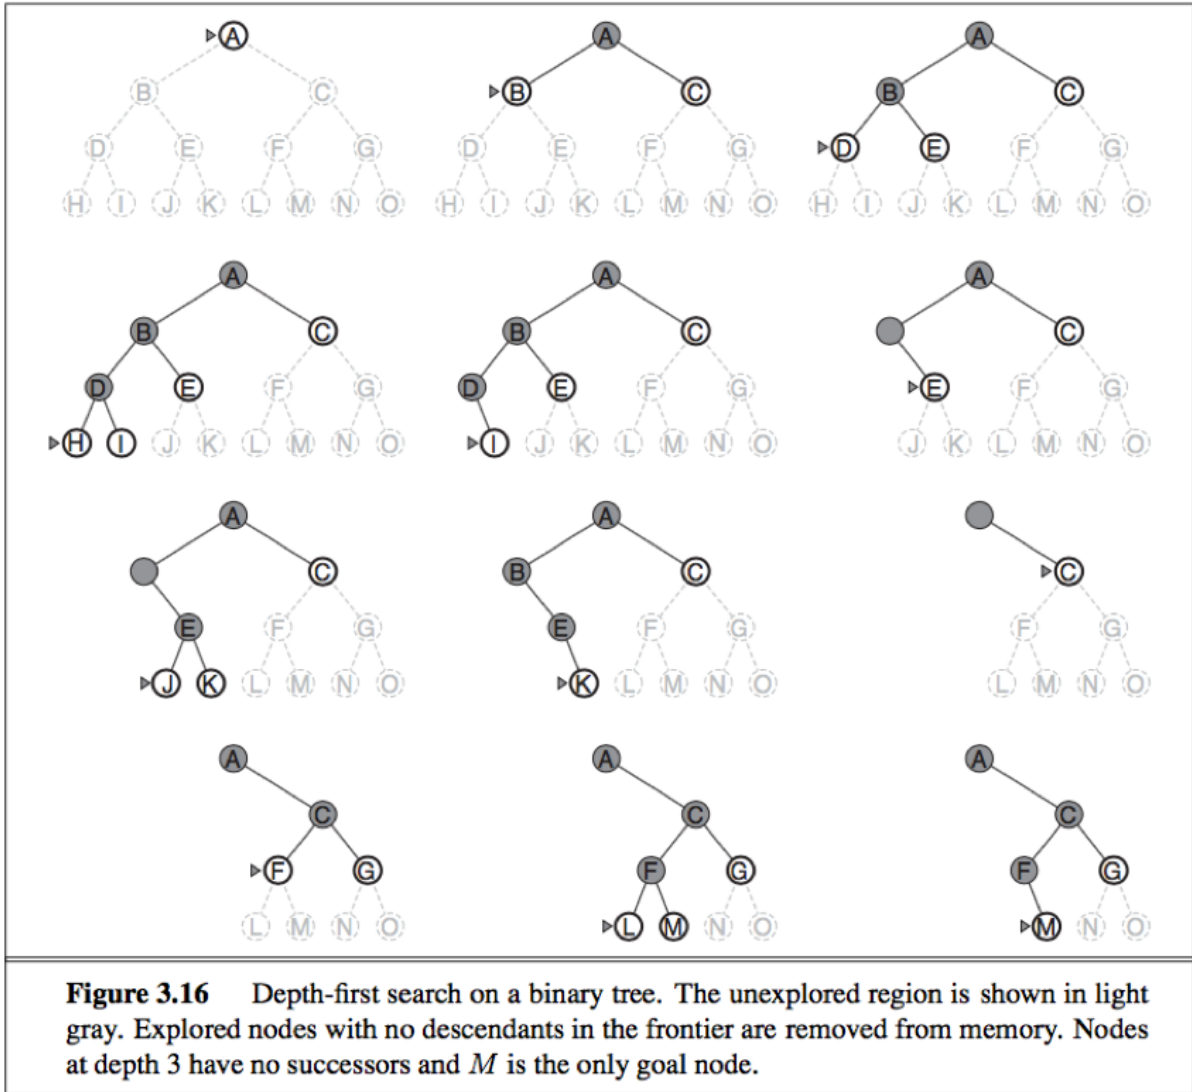 A
B C
D E F G
H I J K L M N O
A
B C
D E F G
H I J K L M N O
A
B C
D E F G
H I J K L M N O
A
B C
D E F G
H I J K L M N O
A
B C
D E F G
I J K L M N O
A
C
E F G
J K L M N O
A
C
E F G
J K L M N O
A
B C
E F G
K L M N O
C
F G
L M N O
A
C
F G
L M N O
A
C
F G
L M N O
A
C
F G
M N O
Figure 3.16 Depth-first search on a binary tree. The unexplored region is shown in light
gray. Explored nodes with no descendants in the frontier are removed from memory. Nodes
at depth 3 have no successors and M is the only goal node.